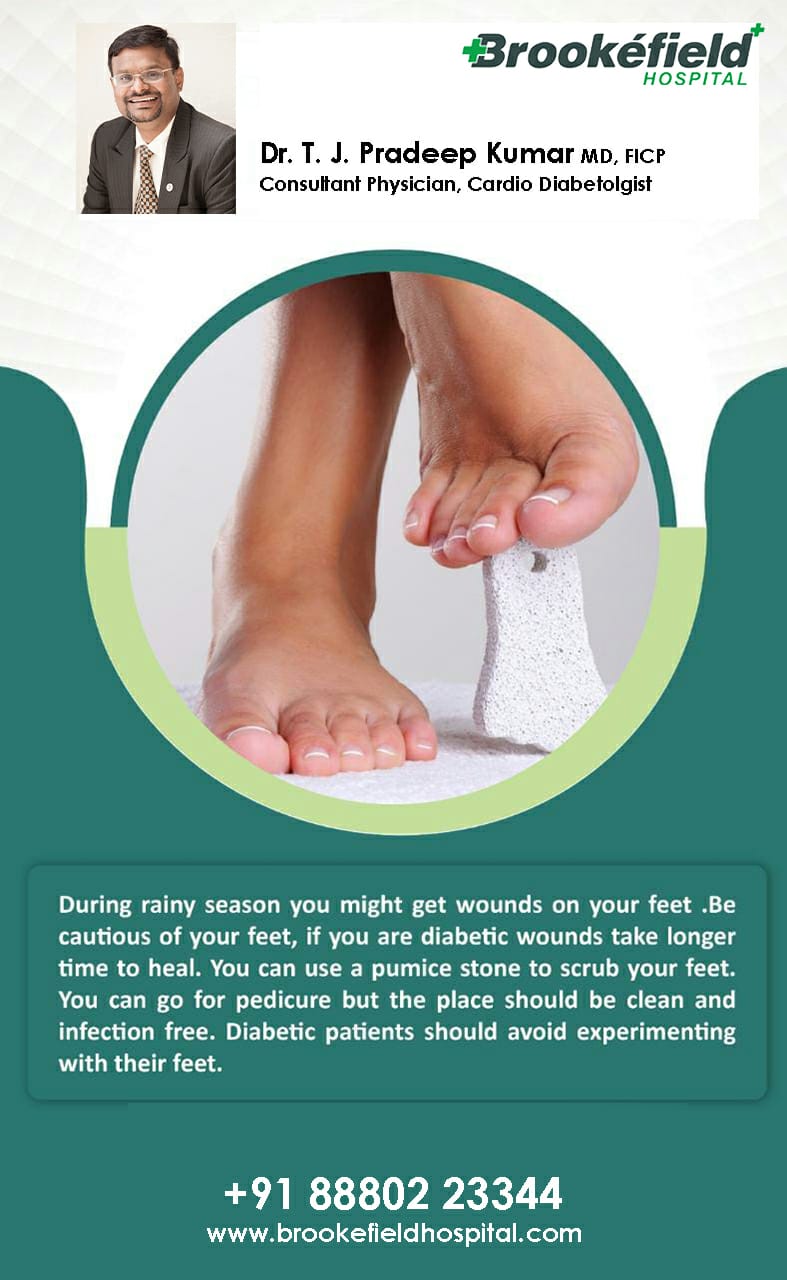 Brookéfield
HOSPITAL
Dr. T. J. Pradeep Kumar MD, FICP
Consultant Physician, Cardio Diabetolgist
During rainy season you might get wounds on your feet .Be
cautious of your feet, if you are diabetic wounds take longer
time to heal. You can use a pumice stone to scrub your feet.
You can go for pedicure but the place should be clean and
infection free. Diabetic patients should avoid experimenting
with their feet.
+91 88802 23344
www.brookefieldhospital.com